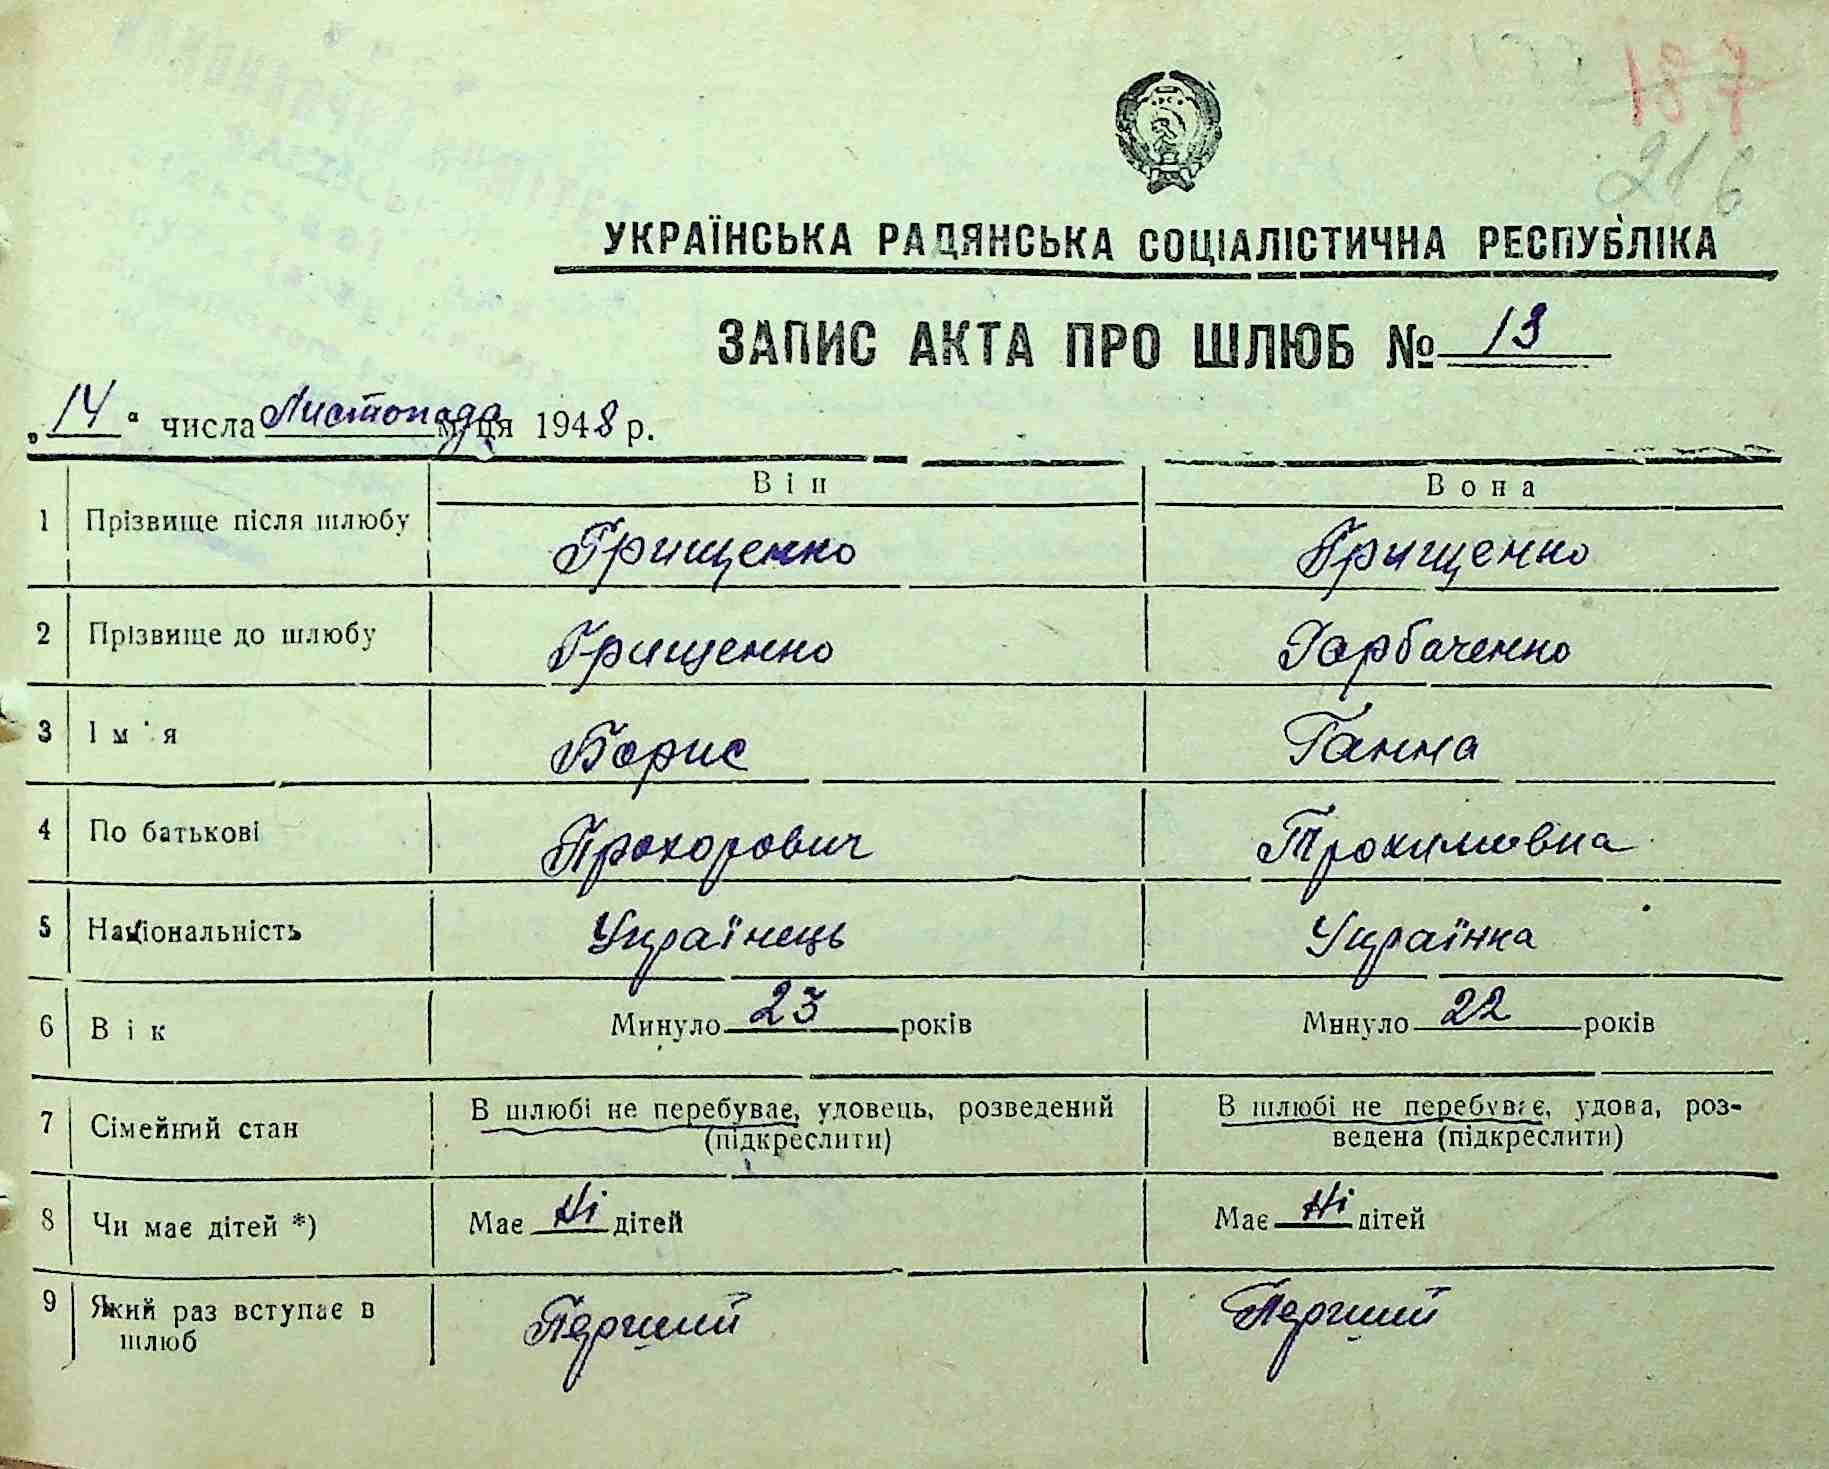 187
216
УКРАЇНСЬКА РАДЯНСЬКА СОЦІАЛІСТИЧНА РЕСПУБЛІКА
ЗАПИС АКТА ПРО ШЛЮБ № 13
„14“ числа Листопада м-ця 1948 р.
Він Вона
1 Прізвище після шлюбу Грищенко Грищенко
2 Прізвище до шлюбу Грищенко Горбаченко
3 Ім'я Борис Ганна
4 По батькові Прохорович Трохимовна
5 Національність Українець Українка
6 Вік Минуло 23 років Минуло 22 років
7 Сімейний стан В шлюбі не перебуває, удовець, розведений (підкреслити) В шлюбі не перебуває, удова, роз-
ведена (підкреслити)
8 Чи має дітей *) Має Ні дітей Має Ні дітей
9 Який раз вступає в Перший Перший
шлюб